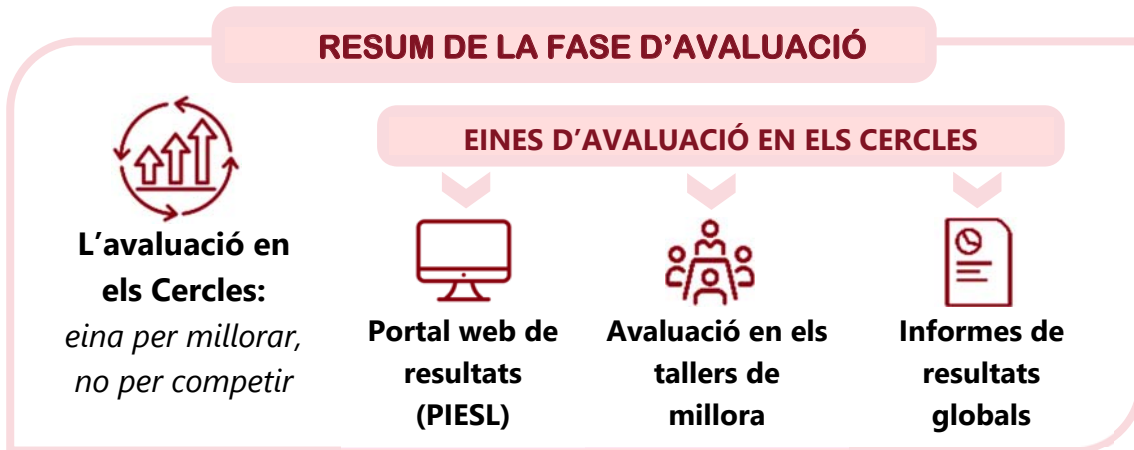 RESUM DE LA FASE D’AVALUACIÓ
EINES D’AVALUACIÓ EN ELS CERCLES
L’avaluació en
els Cercles:
eina per millorar,
no per competir
Portal web de
resultats
(PIESL)
Avaluació en els
tallers de
millora
Informes de
resultats
globals